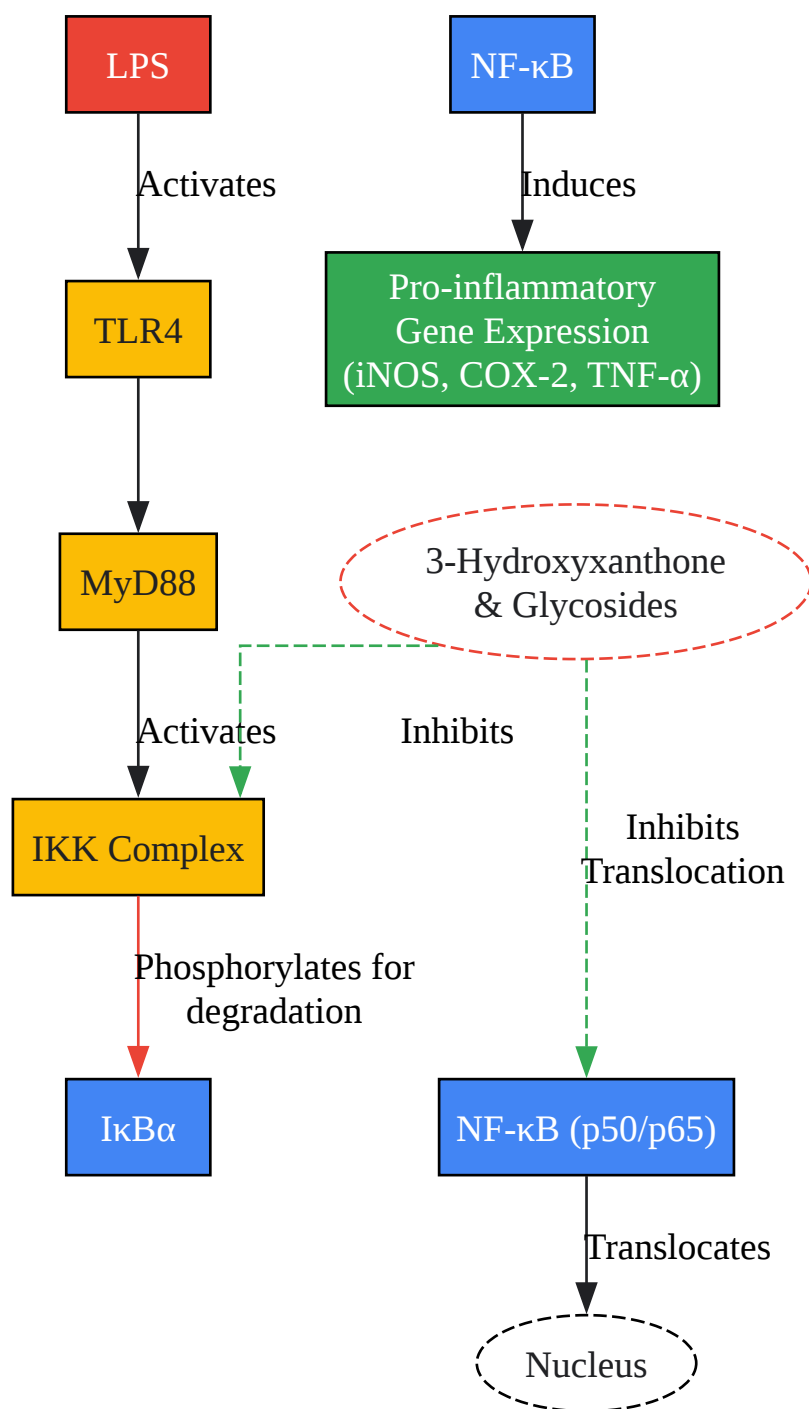 LPS
NF-κB
Activates
Induces
Pro-inflammatory
Gene Expression
(iNOS, COX-2, TNF-α)
TLR4
3-Hydroxyxanthone
& Glycosides
MyD88
Activates
Inhibits
Inhibits
Translocation
IKK Complex
Phosphorylates for
degradation
IκBα
NF-κB (p50/p65)
Translocates
Nucleus